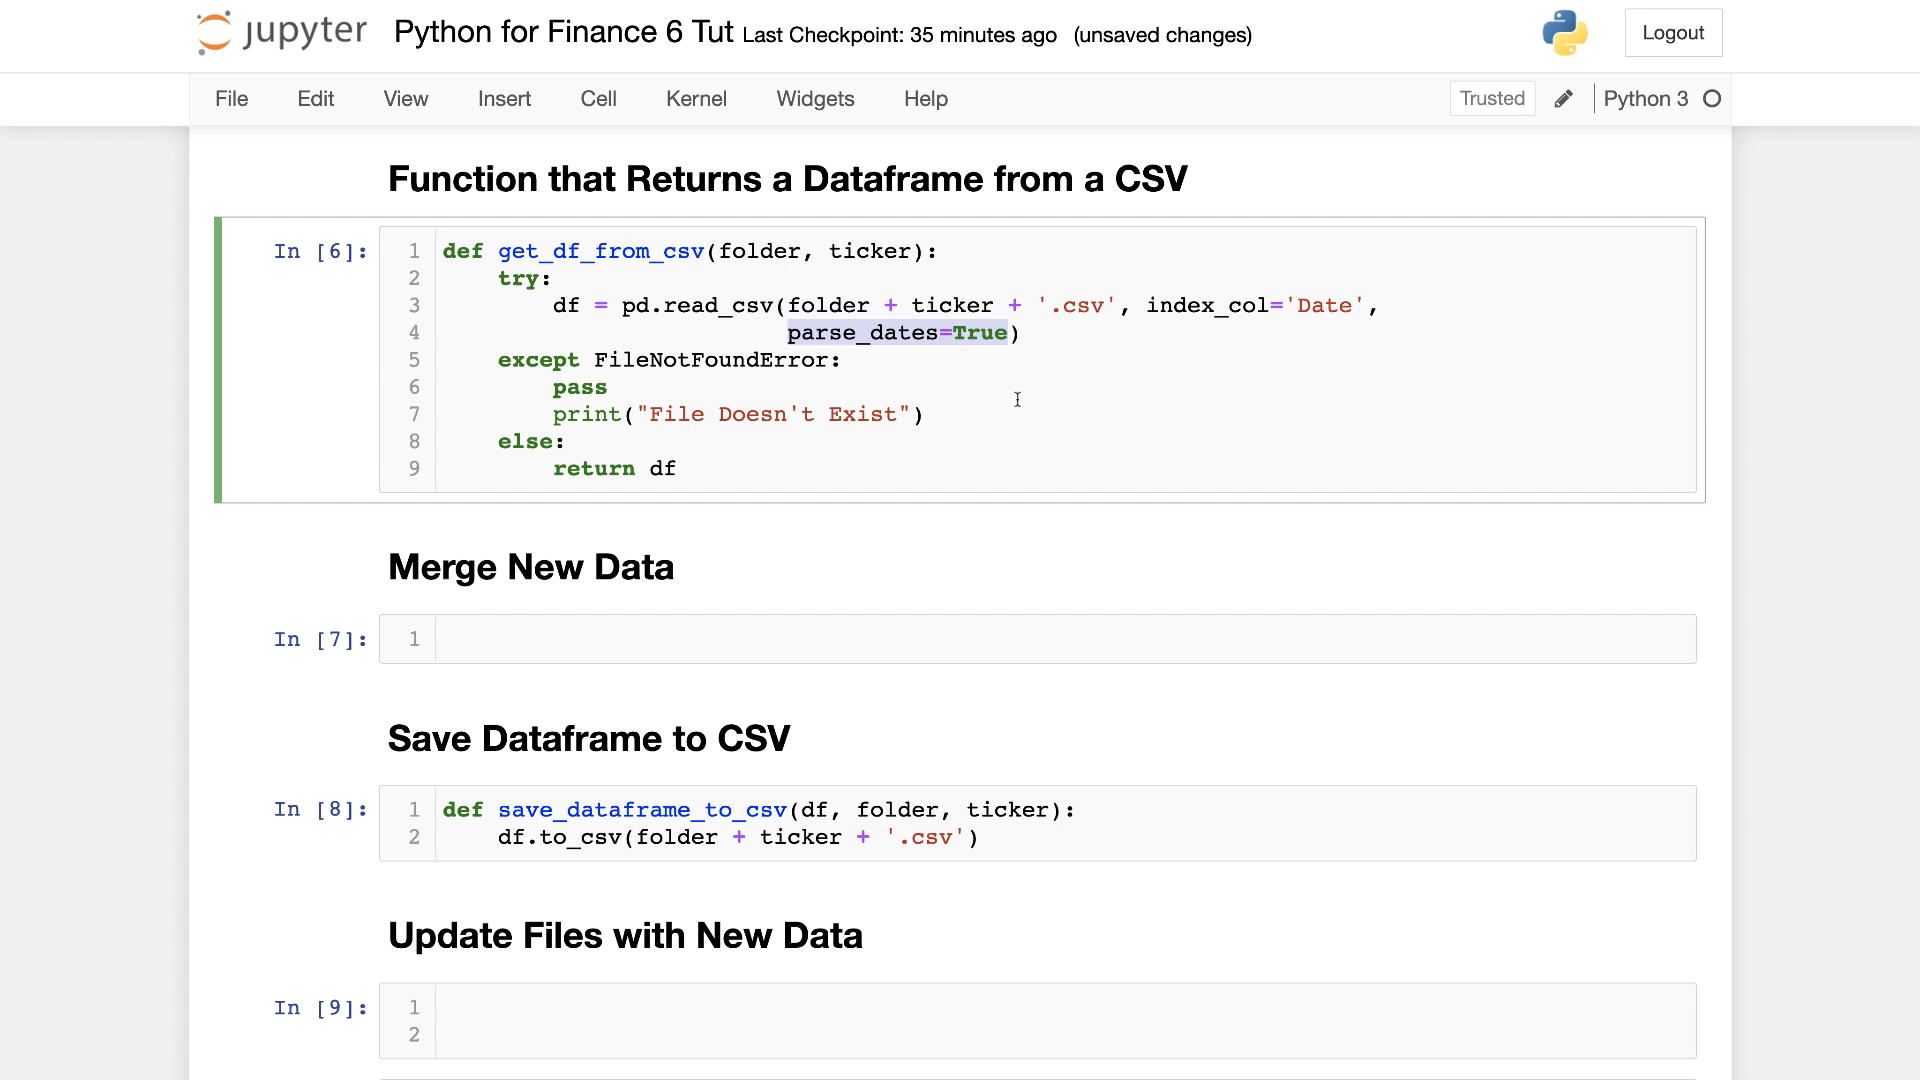 jupyter Python for Finance 6 Tut Last Checkpoint: 35 minutes ago (unsaved changes) Logout
File Edit View Insert Cell Kernel Widgets Help Trusted Python 3
Function that Returns a Dataframe from a CSV
In [6]: 1 def get_df_from_csv(folder, ticker):
2     try:
3         df = pd.read_csv(folder + ticker + '.csv', index_col='Date',
4                          parse_dates=True)
5     except FileNotFoundError:
6         pass
7         print("File Doesn't Exist")
8     else:
9         return df
Merge New Data
In [7]: 1
Save Dataframe to CSV
In [8]: 1 def save_dataframe_to_csv(df, folder, ticker):
2     df.to_csv(folder + ticker + '.csv')
Update Files with New Data
In [9]: 1
2